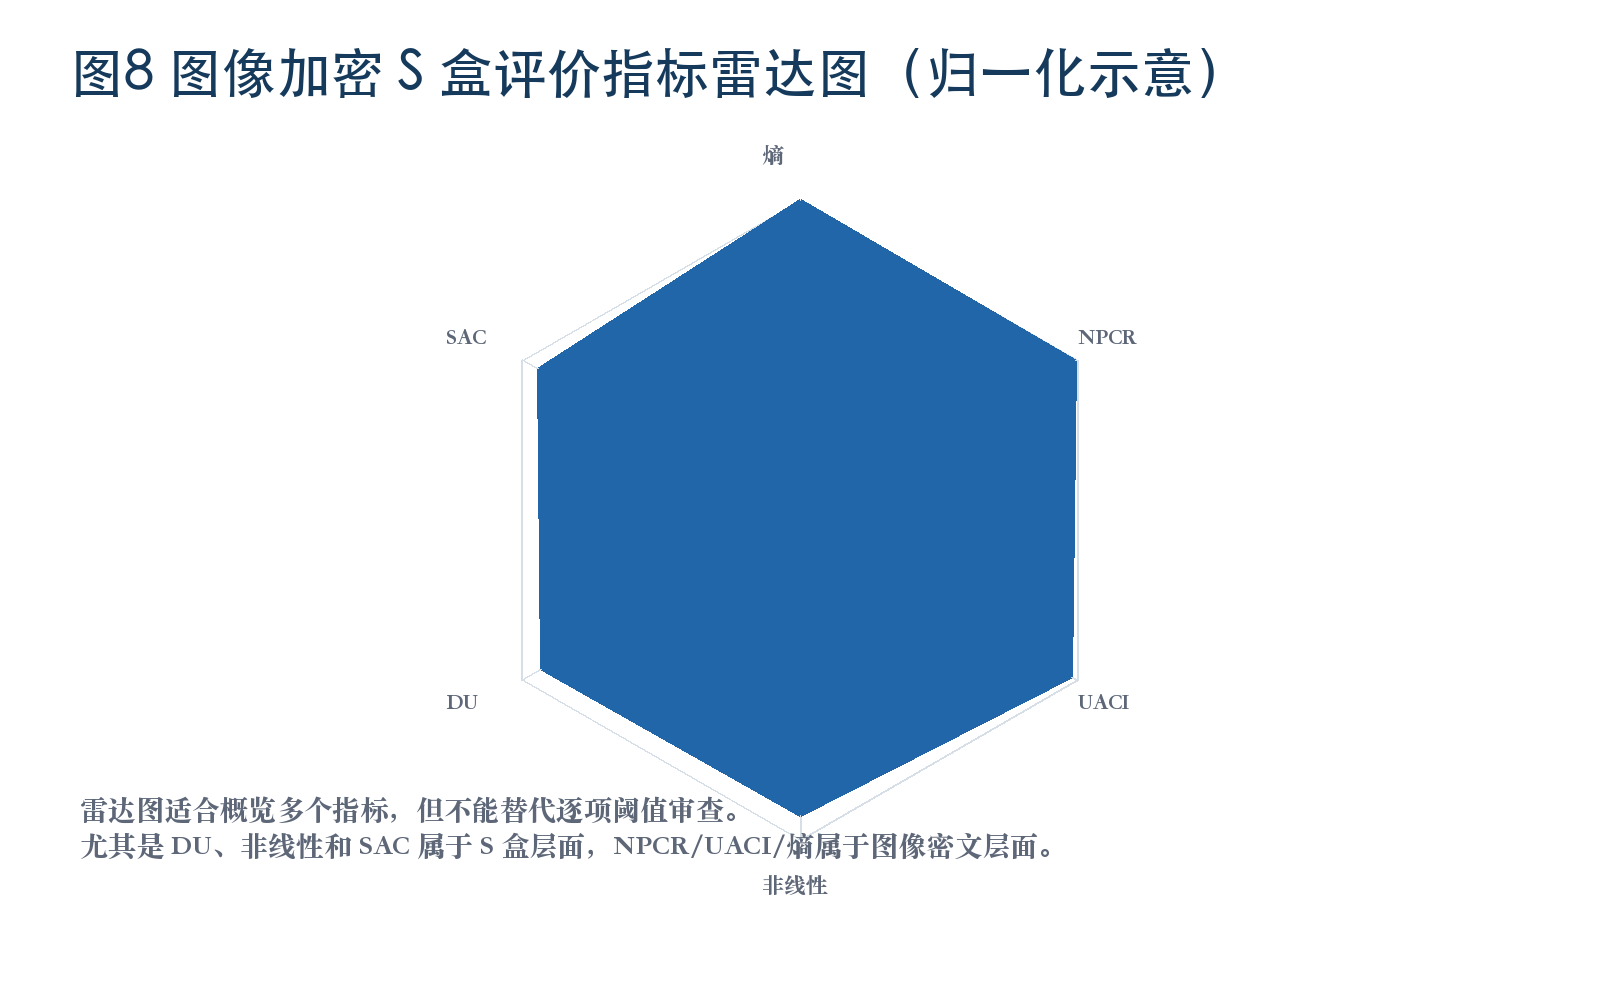 图8 图像加密 S 盒评价指标雷达图（归一化示意）
熵
SAC
NPCR
DU
UACI
雷达图适合概览多个指标，但不能替代逐项阈值审查。
尤其是 DU、非线性和 SAC 属于 S 盒层面，NPCR/UACI/熵属于图像密文层面。
非线性